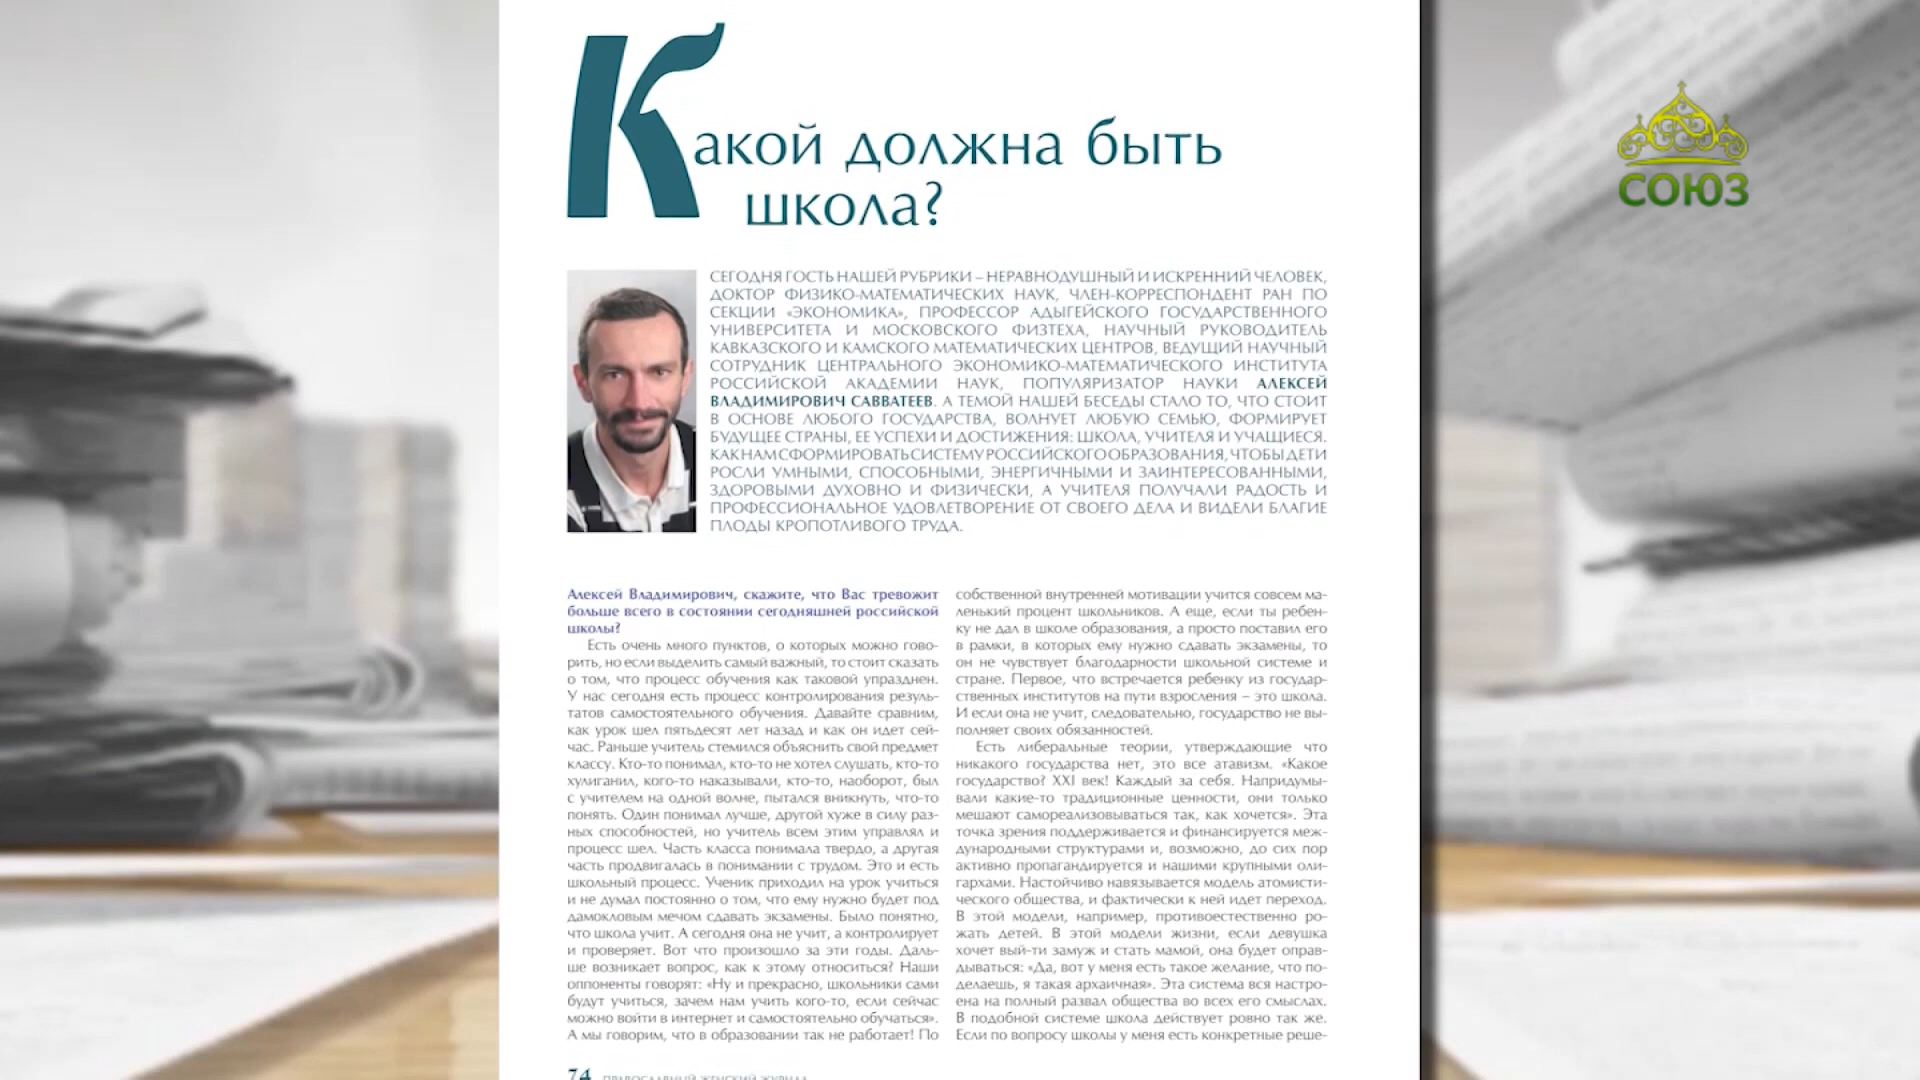 Какой должна быть
школа?
СОЮЗ
СЕГОДНЯ ГОСТЬ НАШЕЙ РУБРИКИ – НЕРАВНОДУШНЫЙ И ИСКРЕННИЙ ЧЕЛОВЕК,
ДОКТОР ФИЗИКО-МАТЕМАТИЧЕСКИХ НАУК, ЧЛЕН-КОРРЕСПОНДЕНТ РАН ПО
СЕКЦИИ «ЭКОНОМИКА», ПРОФЕССОР АДЫГЕЙСКОГО ГОСУДАРСТВЕННОГО
УНИВЕРСИТЕТА И МОСКОВСКОГО ФИЗТЕХА, НАУЧНЫЙ РУКОВОДИТЕЛЬ
КАВКАЗСКОГО И КАМСКОГО МАТЕМАТИЧЕСКИХ ЦЕНТРОВ, ВЕДУЩИЙ НАУЧНЫЙ
СОТРУДНИК ЦЕНТРАЛЬНОГО ЭКОНОМИКО-МАТЕМАТИЧЕСКОГО ИНСТИТУТА
РОССИЙСКОЙ АКАДЕМИИ НАУК, ПОПУЛЯРИЗАТОР НАУКИ АЛЕКСЕЙ
ВЛАДИМИРОВИЧ САВВАТЕЕВ. А ТЕМОЙ НАШЕЙ БЕСЕДЫ СТАЛО ТО, ЧТО СТОИТ
В ОСНОВЕ ЛЮБОГО ГОСУДАРСТВА, ВОЛНУЕТ ЛЮБУЮ СЕМЬЮ, ФОРМИРУЕТ
БУДУЩЕЕ СТРАНЫ, ЕЕ УСПЕХИ И ДОСТИЖЕНИЯ: ШКОЛА, УЧИТЕЛЯ И УЧАЩИЕСЯ.
КАК НАМ СФОРМИРОВАТЬ СИСТЕМУ РОССИЙСКОГО ОБРАЗОВАНИЯ, ЧТОБЫ ДЕТИ
РОСЛИ УМНЫМИ, СПОСОБНЫМИ, ЭНЕРГИЧНЫМИ И ЗАИНТЕРЕСОВАННЫМИ,
ЗДОРОВЫМИ ДУХОВНО И ФИЗИЧЕСКИ, А УЧИТЕЛЯ ПОЛУЧАЛИ РАДОСТЬ И
ПРОФЕССИОНАЛЬНОЕ УДОВЛЕТВОРЕНИЕ ОТ СВОЕГО ДЕЛА И ВИДЕЛИ БЛАГИЕ
ПЛОДЫ КРОПОТЛИВОГО ТРУДА.
Алексей Владимирович, скажите, что Вас тревожит
больше всего в состоянии сегодняшней российской
школы?
Есть очень много пунктов, о которых можно гово-
рить, но если выделить самый важный, то стоит сказать
о том, что процесс обучения как таковой упразднен.
У нас сегодня есть процесс контролирования резуль-
татов самостоятельного обучения. Давайте сравним,
как урок шел пятьдесят лет назад и как он идет сей-
час. Раньше учитель стемился объяснить свой предмет
классу. Кто-то понимал, кто-то не хотел слушать, кто-то
хулиганил, кого-то наказывали, кто-то, наоборот, был
с учителем на одной волне, пытался вникнуть, что-то
понять. Один понимал лучше, другой хуже в силу раз-
ных способностей, но учитель всем этим управлял и
процесс шел. Часть класса понимала твердо, а другая
часть продвигалась в понимании с трудом. Это и есть
школьный процесс. Ученик приходил на урок учиться
и не думал постоянно о том, что ему нужно будет под
дамокловым мечом сдавать экзамены. Было понятно,
что школа учит. А сегодня она не учит, а контролирует
и проверяет. Вот что произошло за эти годы. Даль-
ше возникает вопрос, как к этому относиться? Наши
оппоненты говорят: «Ну и прекрасно, школьники сами
будут учиться, зачем нам учить кого-то, если сейчас
можно войти в интернет и самостоятельно обучаться».
А мы говорим, что в образовании так не работает! По
собственной внутренней мотивации учится совсем ма-
ленький процент школьников. А еще, если ты ребен-
ку не дал в школе образования, а просто поставил его
в рамки, в которых ему нужно сдавать экзамены, то
он не чувствует благодарности школьной системе и
стране. Первое, что встречается ребенку из государ-
ственных институтов на пути взросления – это школа.
И если она не учит, следовательно, государство не вы-
полняет своих обязанностей.
Есть либеральные теории, утверждающие что
никакого государства нет, это все атавизм. «Какое
государство? XXI век! Каждый за себя. Напридумы-
вали какие-то традиционные ценности, они только
мешают самореализовываться так, как хочется». Эта
точка зрения поддерживается и финансируется меж-
дународными структурами и, возможно, до сих пор
активно пропагандируется и нашими крупными оли-
гархами. Настойчиво навязывается модель атомисти-
ческого общества, и фактически к ней идет переход.
В этой модели, например, противоестественно ро-
жать детей. В этой модели жизни, если девушка
хочет вый-ти замуж и стать мамой, она будет оправ-
дываться: «Да, вот у меня есть такое желание, что по-
делаешь, я такая архаичная». Эта система вся настро-
ена на полный развал общества во всех его смыслах.
В подобной системе школа действует ровно так же.
Если по вопросу школы у меня есть конкретные реше-
74 ПРАВОСЛАВНЫЙ ЖЕНСКИЙ ЖУРНАЛ